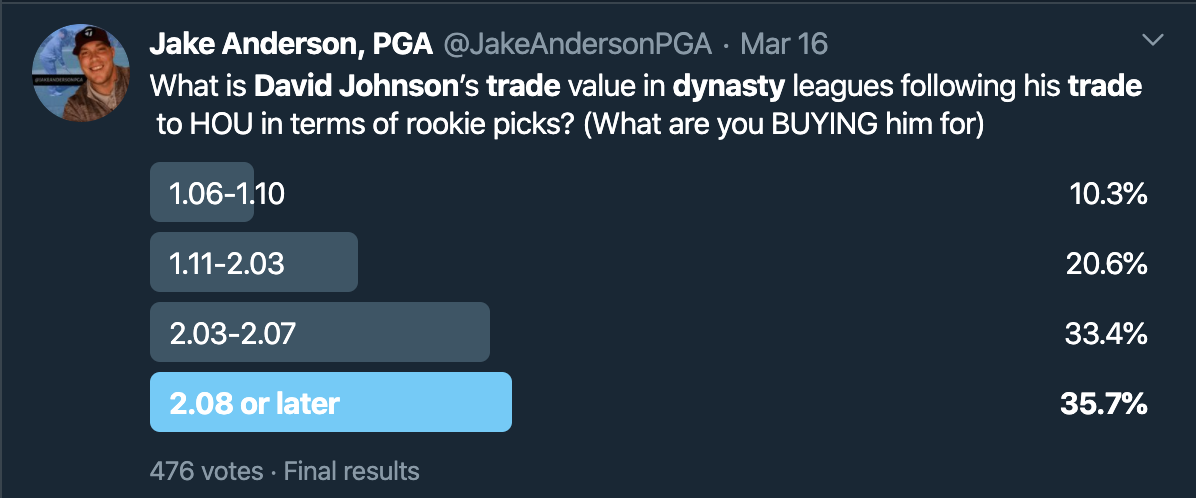 Jake Anderson, PGA @JakeAndersonPGA · Mar 16
What is David Johnson's trade value in dynasty leagues following his trade
to HOU in terms of rookie picks? (What are you BUYING him for)
1.06-1.10 10.3%
1.11-2.03 20.6%
2.03-2.07 33.4%
2.08 or later 35.7%
476 votes · Final results